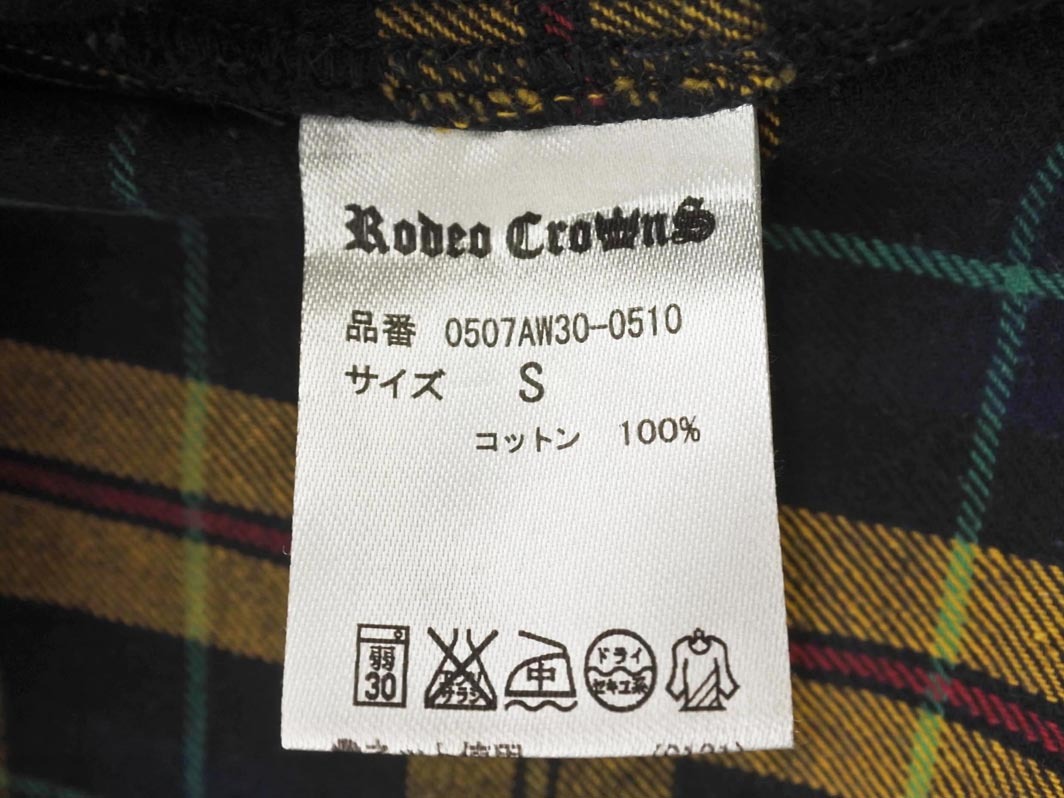 Rodeo CrownS
品番 0507AW30-0510
サイズ S
コットン 100%
弱 30 中 ドライ セキユ系